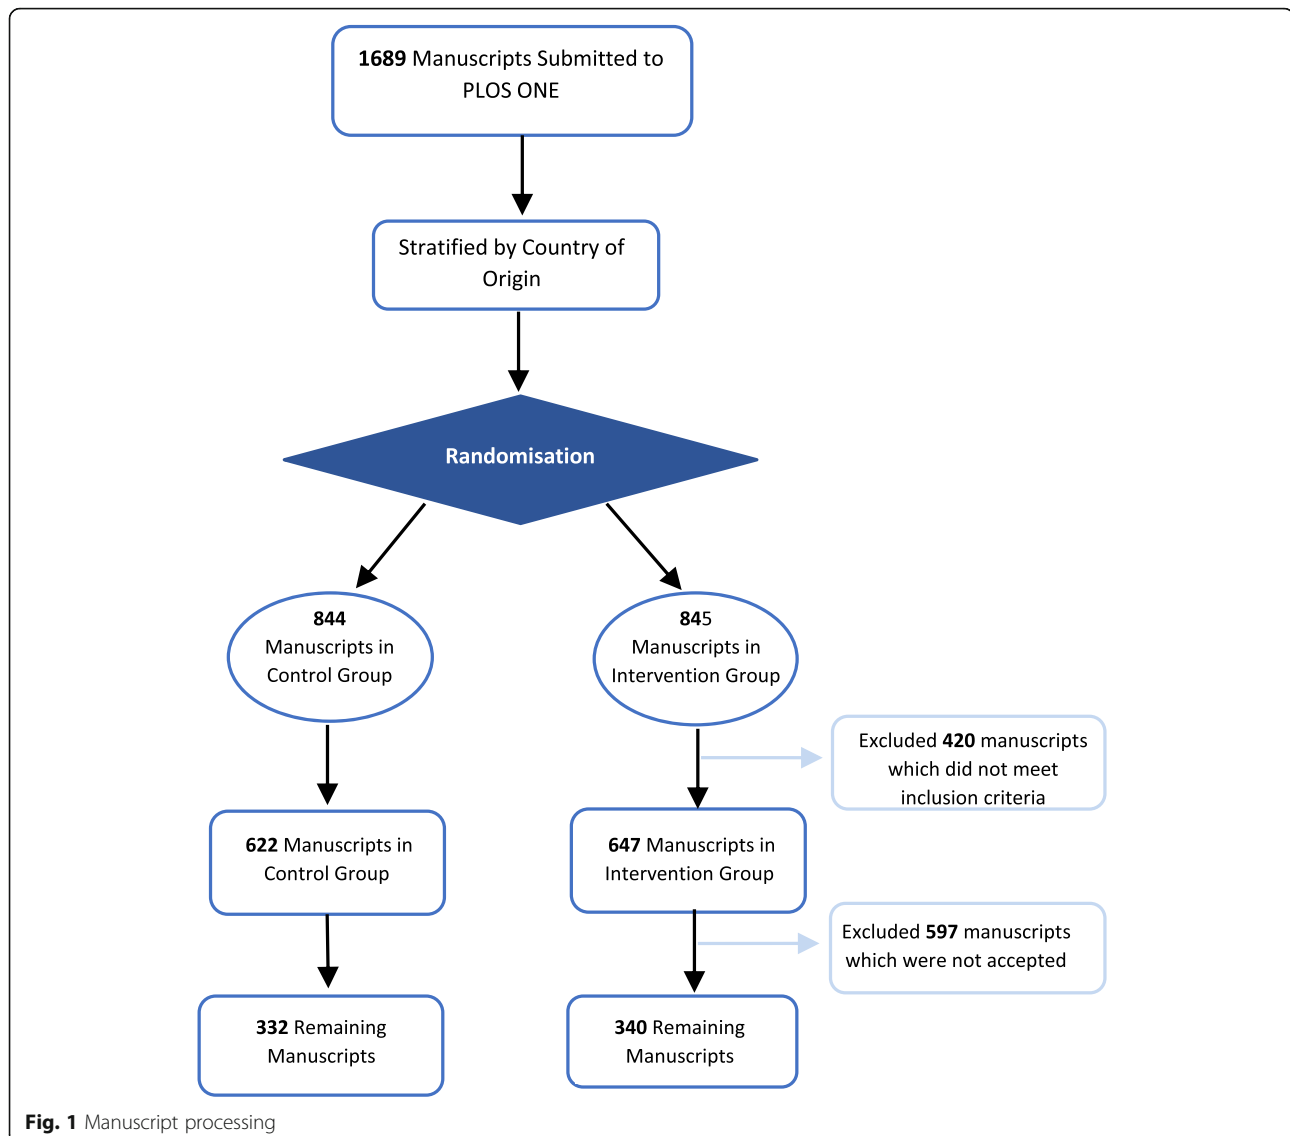 1689 Manuscripts Submitted to
PLOS ONE
Stratified by Country of
Origin
Randomisation
844
Manuscripts in
Control Group
845
Manuscripts in
Intervention Group
Excluded 420 manuscripts
which did not meet
inclusion criteria
622 Manuscripts in
Control Group
647 Manuscripts in
Intervention Group
Excluded 597 manuscripts
which were not accepted
332 Remaining
Manuscripts
340 Remaining
Manuscripts
Fig. 1 Manuscript processing